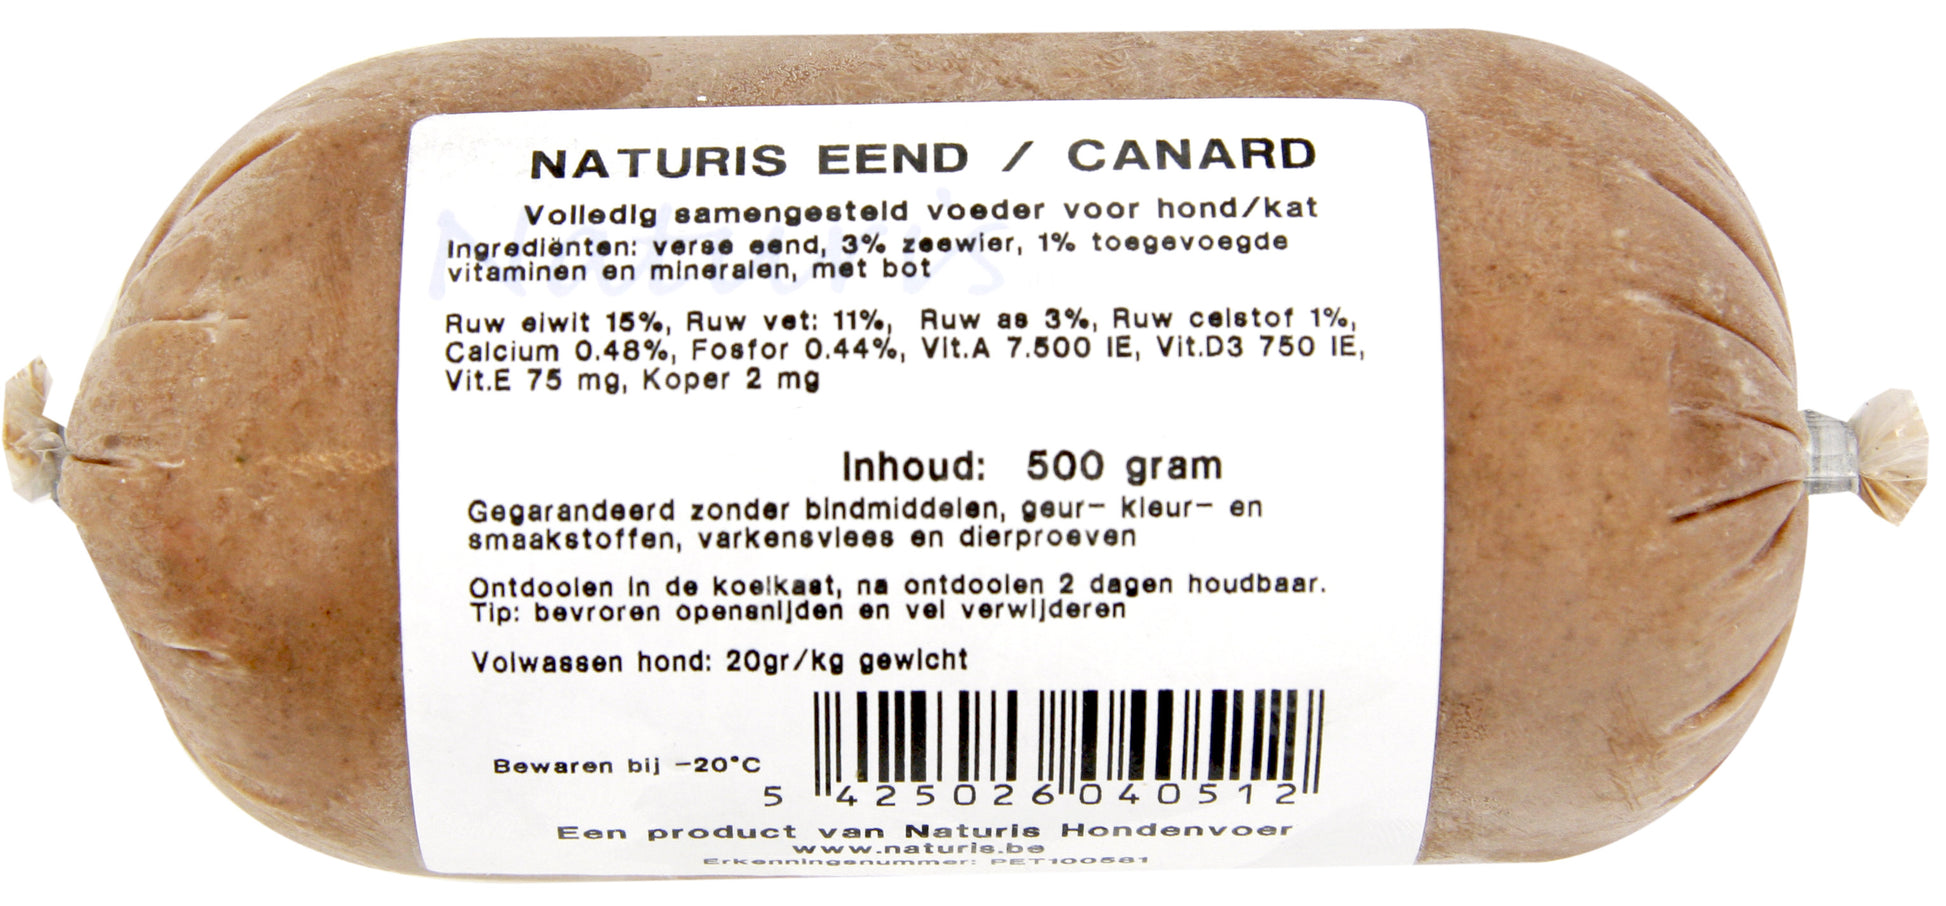 NATURIS EEND / CANARD
Volledig samengesteld voeder voor hond/kat
Ingrediënten: verse eend, 3% zeewier, 1% toegevoegde
vitaminen en mineralen, met bot
Ruw eiwit 15%, Ruw vet: 11%, Ruw as 3%, Ruw celstof 1%,
Calcium 0.48%, Fosfor 0.44%, Vit.A 7.500 IE, Vit.D3 750 IE,
Vit.E 75 mg, Koper 2 mg
Inhoud: 500 gram
Gegarandeerd zonder bindmiddelen, geur- kleur- en
smaakstoffen, varkensvlees en dierproeven
Ontdooien in de koelkast, na ontdooien 2 dagen houdbaar.
Tip: bevroren opensnijden en vel verwijderen
Volwassen hond: 20gr/kg gewicht
Bewaren bij -20°C
5 425026 040512
Een product van Naturis Hondenvoer
www.naturis.be
Erkenningsnummer: PET100581
Naturis